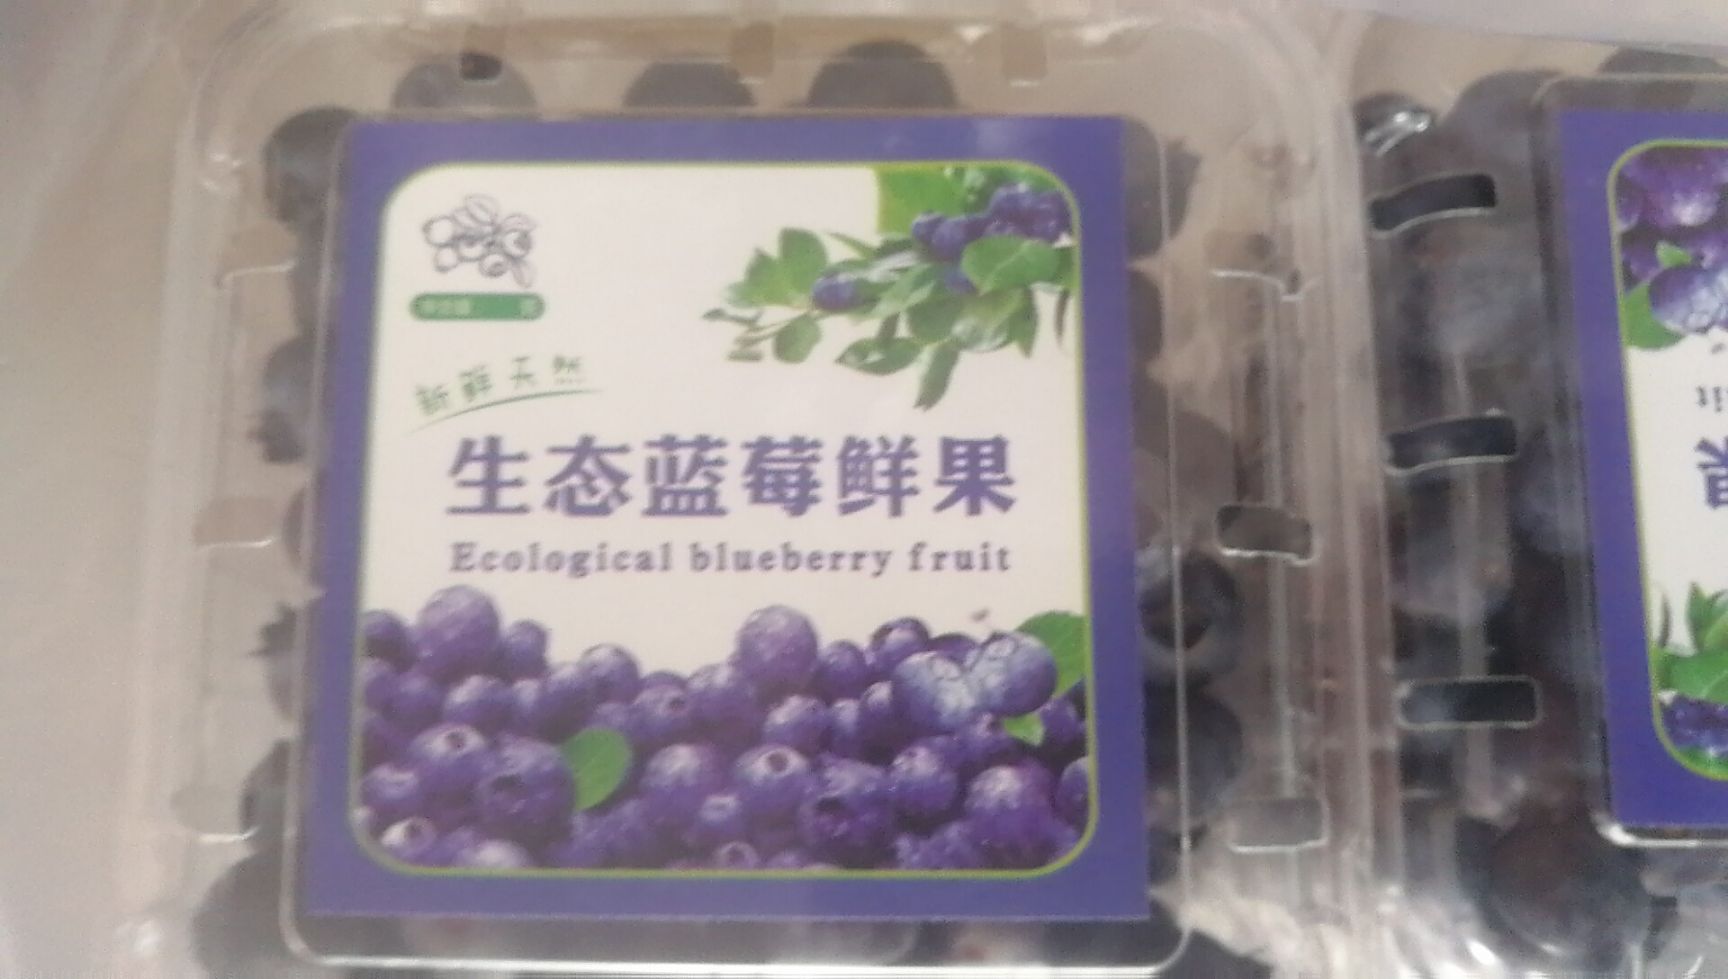 新鲜天然
生态蓝莓鲜果
Ecological blueberry fruit